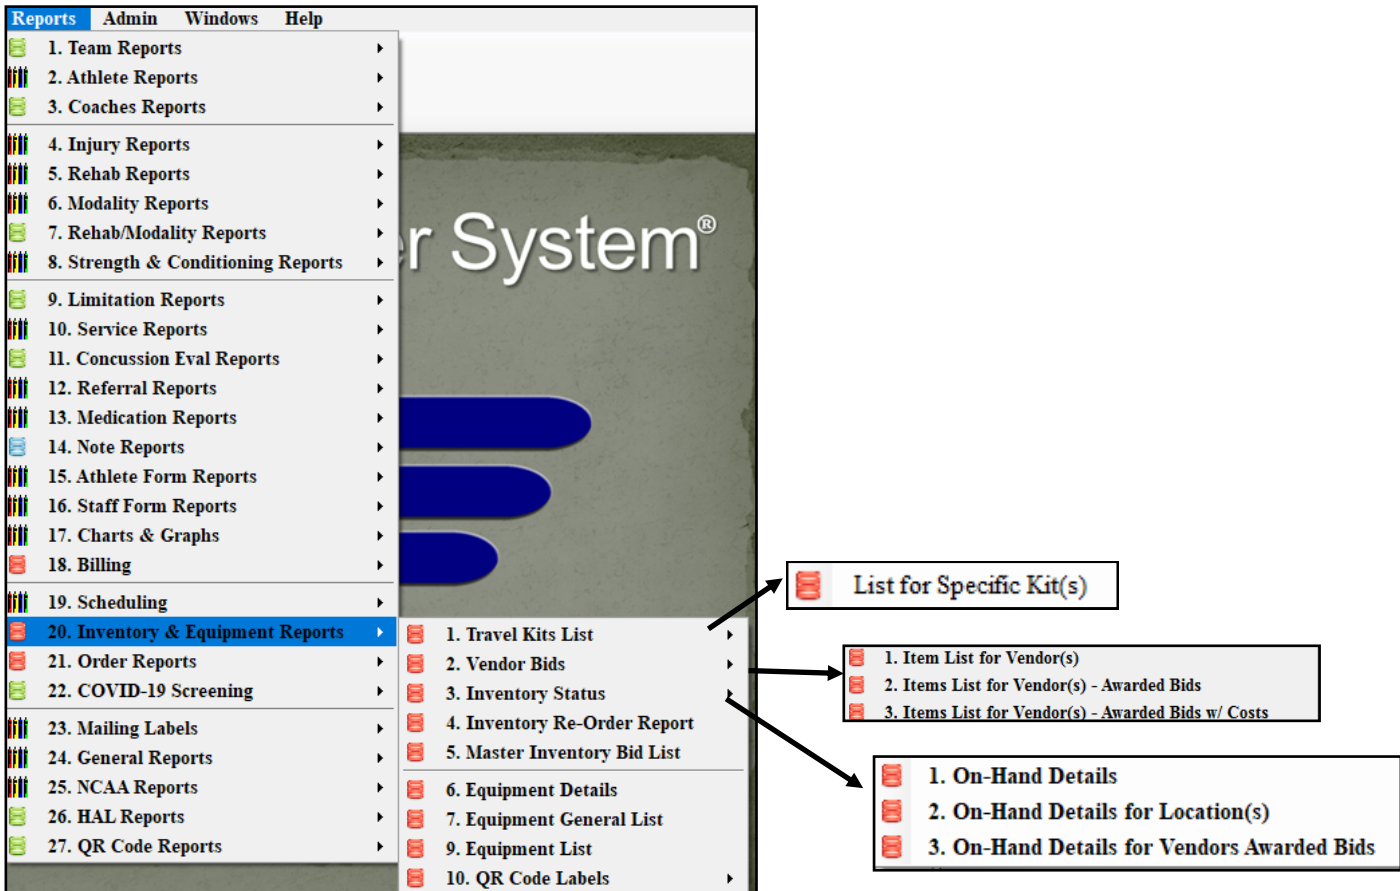 Reports Admin Windows Help
1. Team Reports
2. Athlete Reports
3. Coaches Reports
4. Injury Reports
5. Rehab Reports
6. Modality Reports
7. Rehab/Modality Reports
8. Strength & Conditioning Reports
9. Limitation Reports
10. Service Reports
11. Concussion Eval Reports
12. Referral Reports
13. Medication Reports
14. Note Reports
15. Athlete Form Reports
16. Staff Form Reports
17. Charts & Graphs
18. Billing
19. Scheduling
20. Inventory & Equipment Reports
21. Order Reports
22. COVID-19 Screening
23. Mailing Labels
24. General Reports
25. NCAA Reports
26. HAL Reports
27. QR Code Reports
r System®
1. Travel Kits List
2. Vendor Bids
3. Inventory Status
4. Inventory Re-Order Report
5. Master Inventory Bid List
6. Equipment Details
7. Equipment General List
9. Equipment List
10. QR Code Labels
List for Specific Kit(s)
1. Item List for Vendor(s)
2. Items List for Vendor(s) - Awarded Bids
3. Items List for Vendor(s) - Awarded Bids w/ Costs
1. On-Hand Details
2. On-Hand Details for Location(s)
3. On-Hand Details for Vendors Awarded Bids